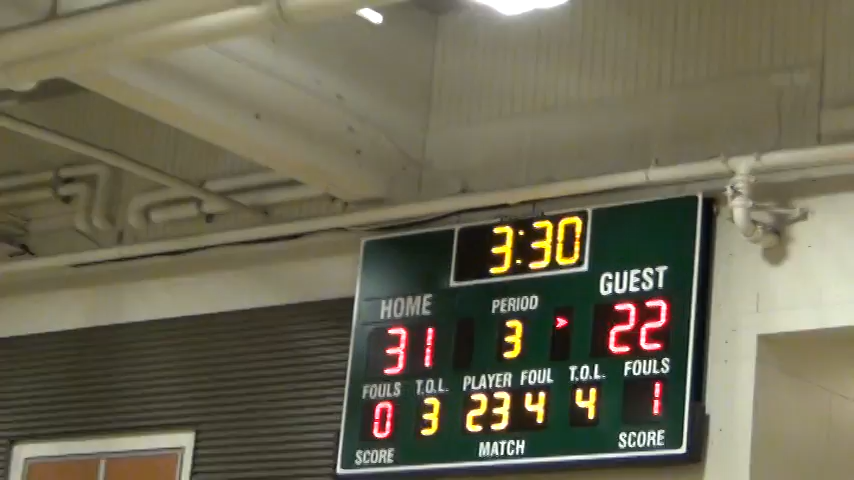 3:30
HOME PERIOD GUEST
31 3 > 22
FOULS T.O.L. PLAYER FOUL T.O.L. FOULS
0 3 23 4 4 1
SCORE MATCH SCORE